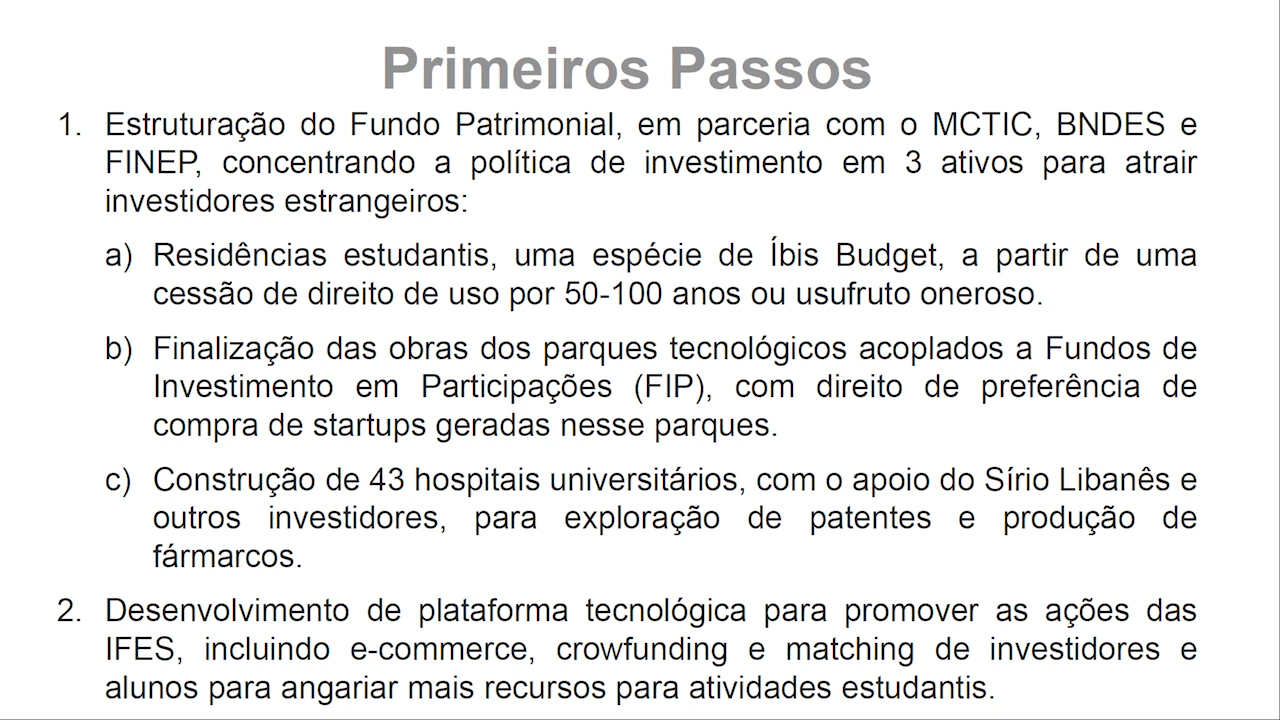 Primeiros Passos
1. Estruturação do Fundo Patrimonial, em parceria com o MCTIC, BNDES e
FINEP, concentrando a política de investimento em 3 ativos para atrair
investidores estrangeiros:
a) Residências estudantis, uma espécie de Íbis Budget, a partir de uma
cessão de direito de uso por 50-100 anos ou usufruto oneroso.
b) Finalização das obras dos parques tecnológicos acoplados a Fundos de
Investimento em Participações (FIP), com direito de preferência de
compra de startups geradas nesse parques.
c) Construção de 43 hospitais universitários, com o apoio do Sírio Libanês e
outros investidores, para exploração de patentes e produção de
fármarcos.
2. Desenvolvimento de plataforma tecnológica para promover as ações das
IFES, incluindo e-commerce, crowfunding e matching de investidores e
alunos para angariar mais recursos para atividades estudantis.